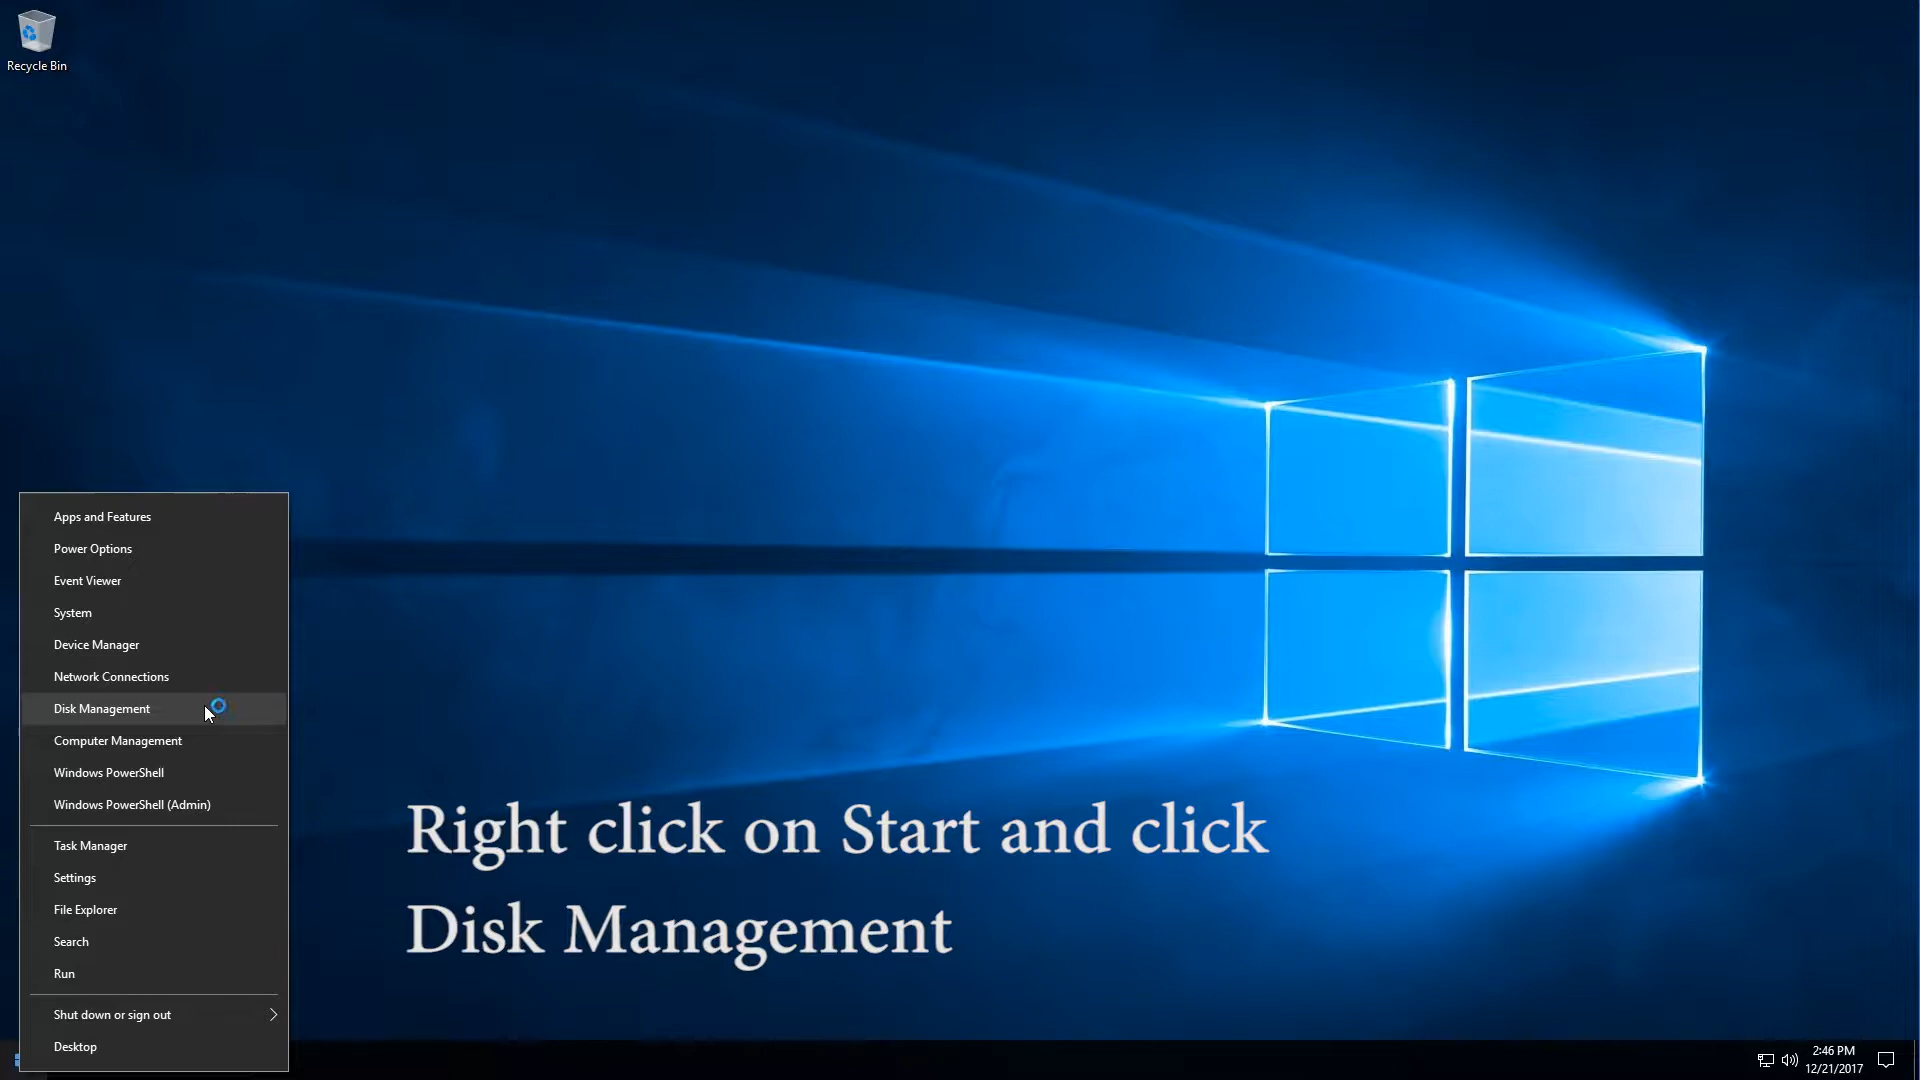 Recycle Bin
Apps and Features
Power Options
Event Viewer
System
Device Manager
Network Connections
Disk Management
Computer Management
Windows PowerShell
Windows PowerShell (Admin)
Task Manager
Settings
File Explorer
Search
Run
Shut down or sign out
Desktop
Right click on Start and click
Disk Management
2:46 PM
12/21/2017